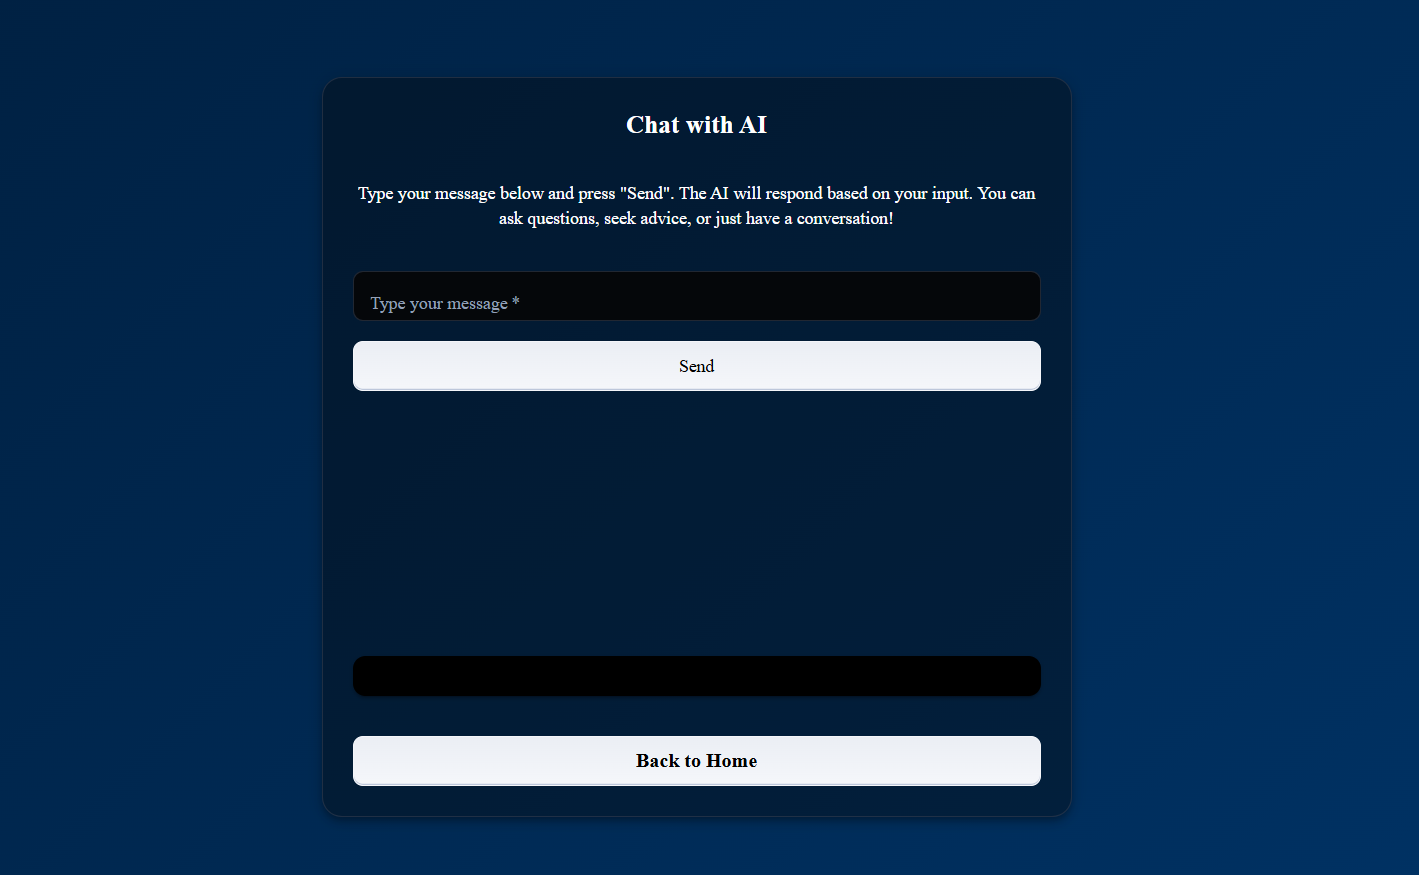 Chat with AI
Type your message below and press "Send". The AI will respond based on your input. You can
ask questions, seek advice, or just have a conversation!
Type your message *
Send
Back to Home